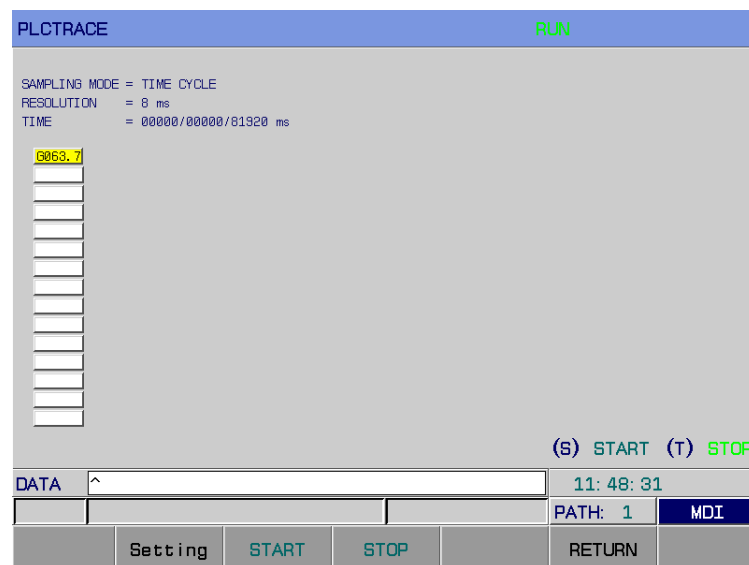 PLCTRACE RUN
SAMPLING MODE = TIME CYCLE
RESOLUTION = 8 ms
TIME = 00000/00000/81920 ms
G063.7
(S) START (T) STOP
DATA ^ 11:48:31
PATH: 1 MDI
Setting START STOP RETURN